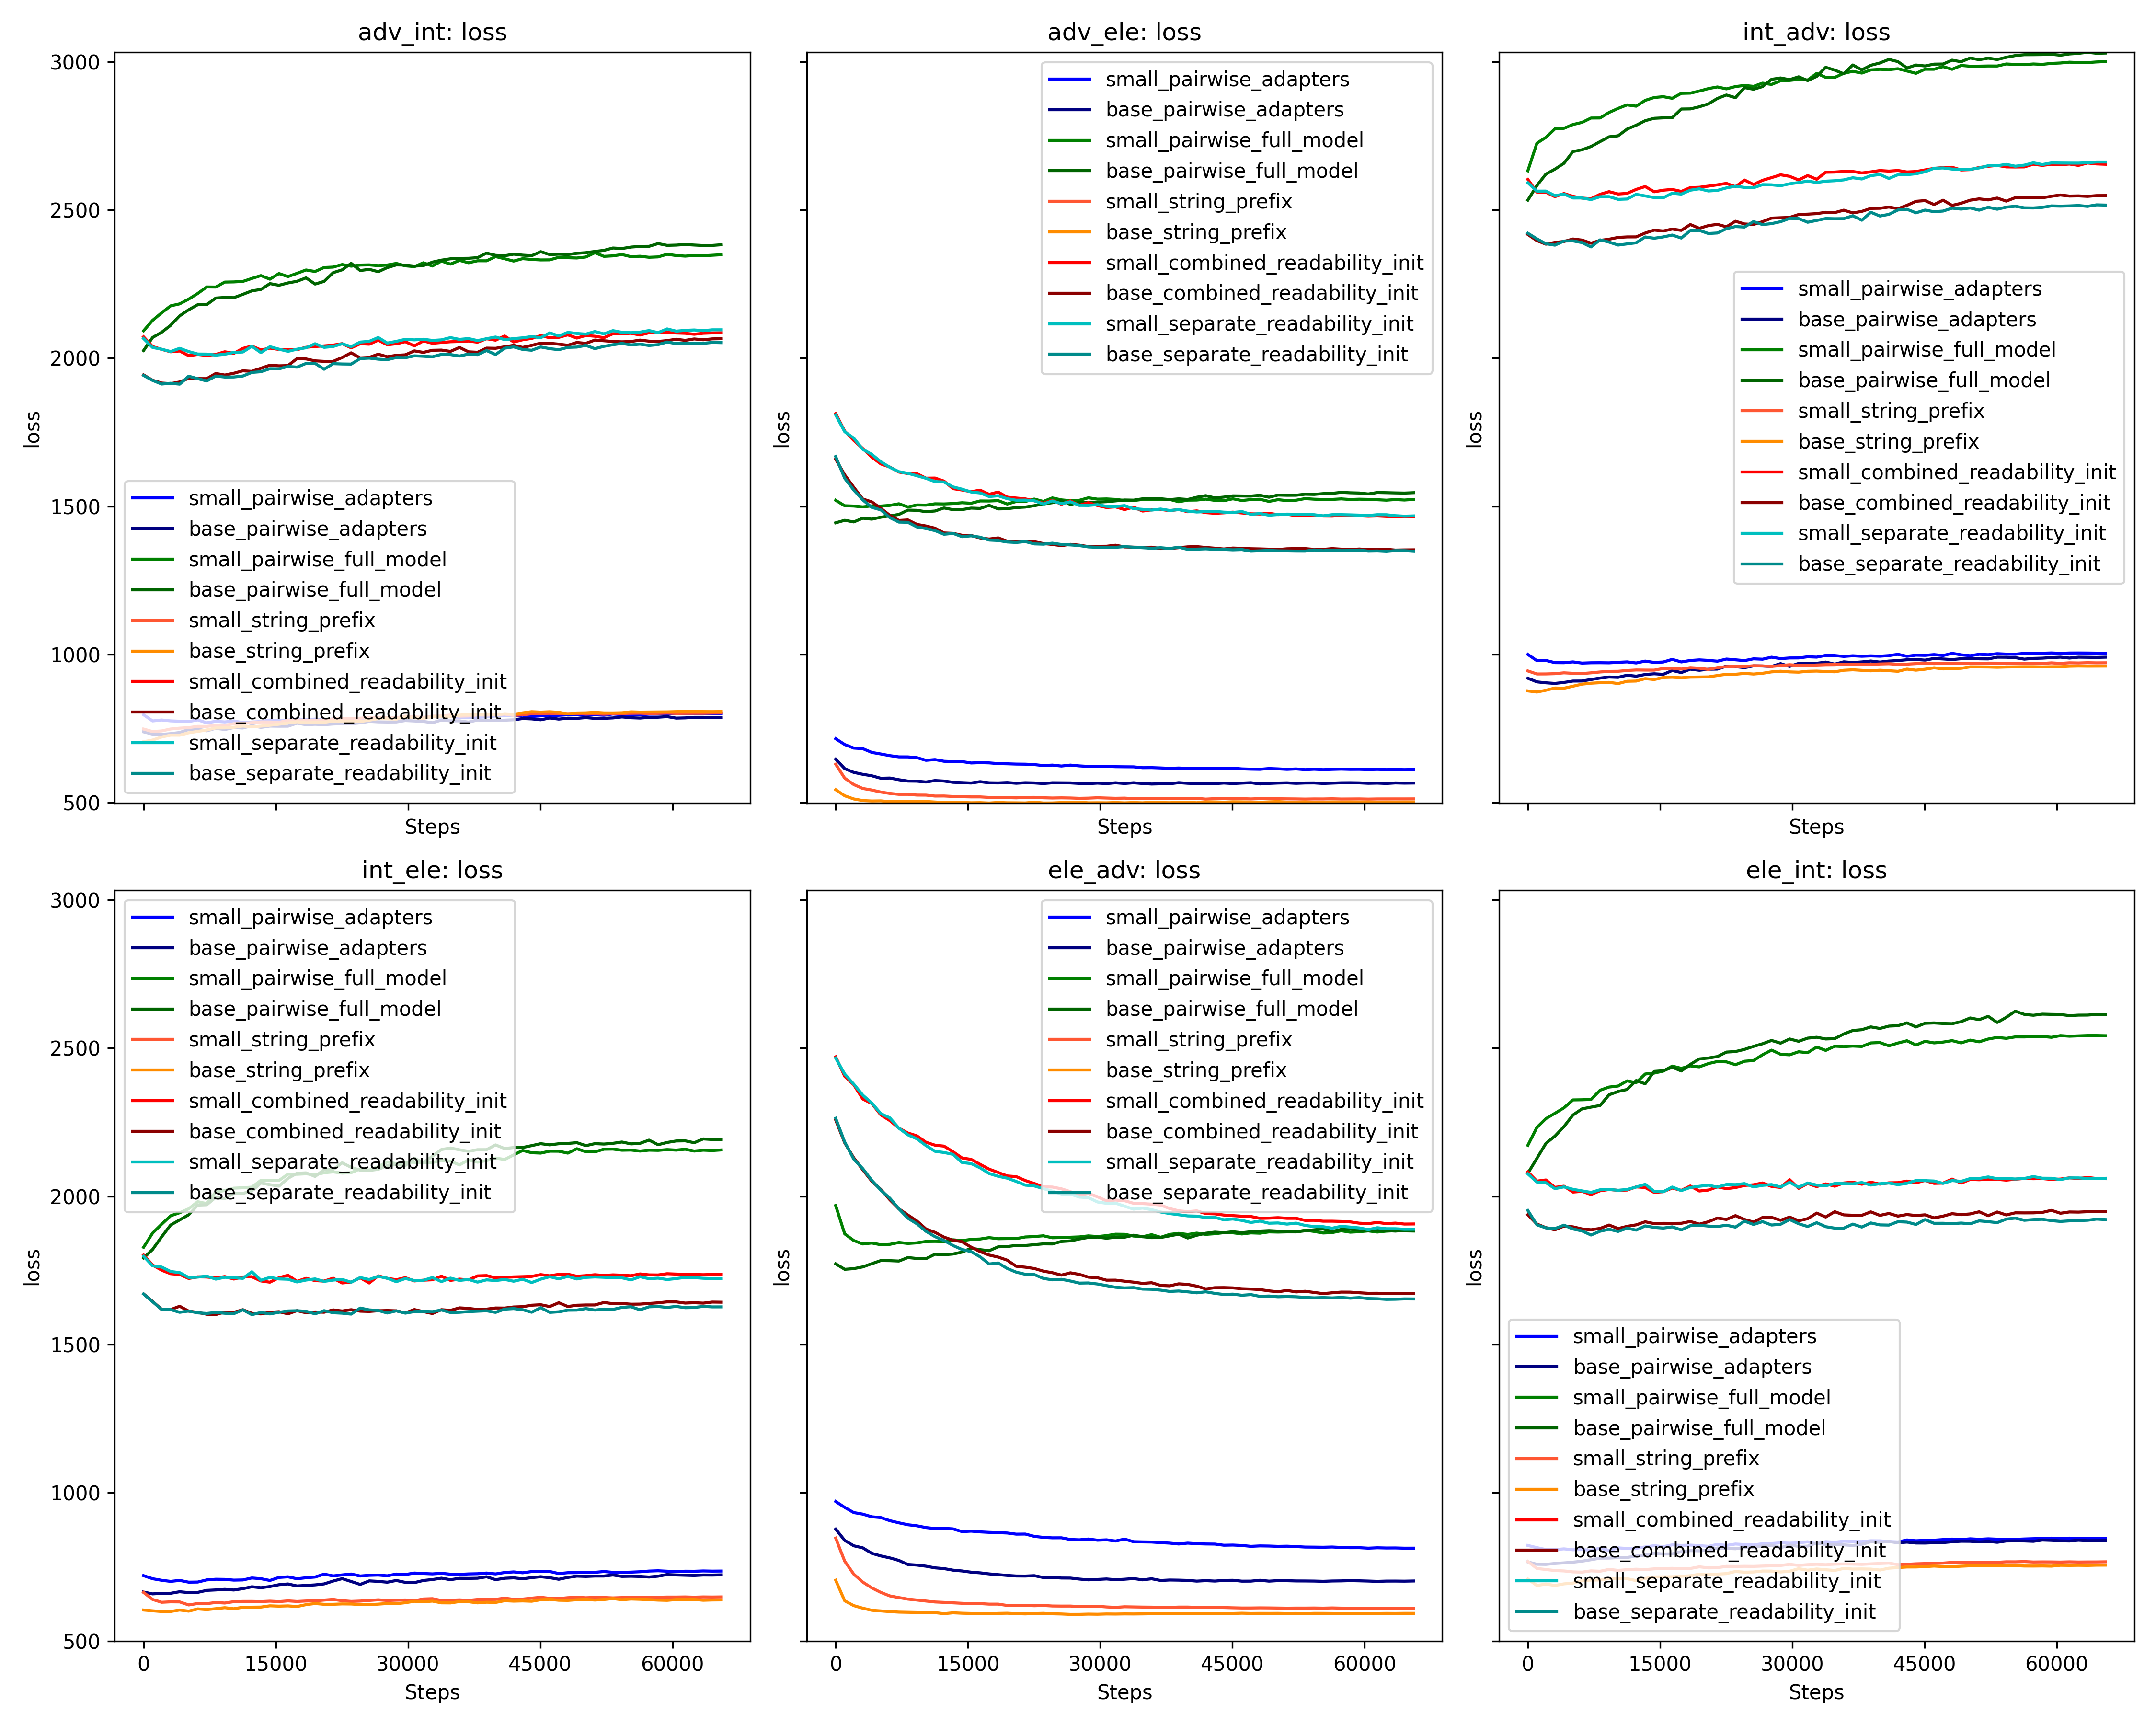 adv_int: loss
3000
2500
2000
1500
1000
500
loss
small_pairwise_adapters
base_pairwise_adapters
small_pairwise_full_model
base_pairwise_full_model
small_string_prefix
base_string_prefix
small_combined_readability_init
base_combined_readability_init
small_separate_readability_init
base_separate_readability_init
Steps
adv_ele: loss
loss
small_pairwise_adapters
base_pairwise_adapters
small_pairwise_full_model
base_pairwise_full_model
small_string_prefix
base_string_prefix
small_combined_readability_init
base_combined_readability_init
small_separate_readability_init
base_separate_readability_init
Steps
int_adv: loss
loss
small_pairwise_adapters
base_pairwise_adapters
small_pairwise_full_model
base_pairwise_full_model
small_string_prefix
base_string_prefix
small_combined_readability_init
base_combined_readability_init
small_separate_readability_init
base_separate_readability_init
Steps
int_ele: loss
3000
2500
2000
1500
1000
500
loss
small_pairwise_adapters
base_pairwise_adapters
small_pairwise_full_model
base_pairwise_full_model
small_string_prefix
base_string_prefix
small_combined_readability_init
base_combined_readability_init
small_separate_readability_init
base_separate_readability_init
0 15000 30000 45000 60000
Steps
ele_adv: loss
loss
small_pairwise_adapters
base_pairwise_adapters
small_pairwise_full_model
base_pairwise_full_model
small_string_prefix
base_string_prefix
small_combined_readability_init
base_combined_readability_init
small_separate_readability_init
base_separate_readability_init
0 15000 30000 45000 60000
Steps
ele_int: loss
loss
small_pairwise_adapters
base_pairwise_adapters
small_pairwise_full_model
base_pairwise_full_model
small_string_prefix
base_string_prefix
small_combined_readability_init
base_combined_readability_init
small_separate_readability_init
base_separate_readability_init
0 15000 30000 45000 60000
Steps